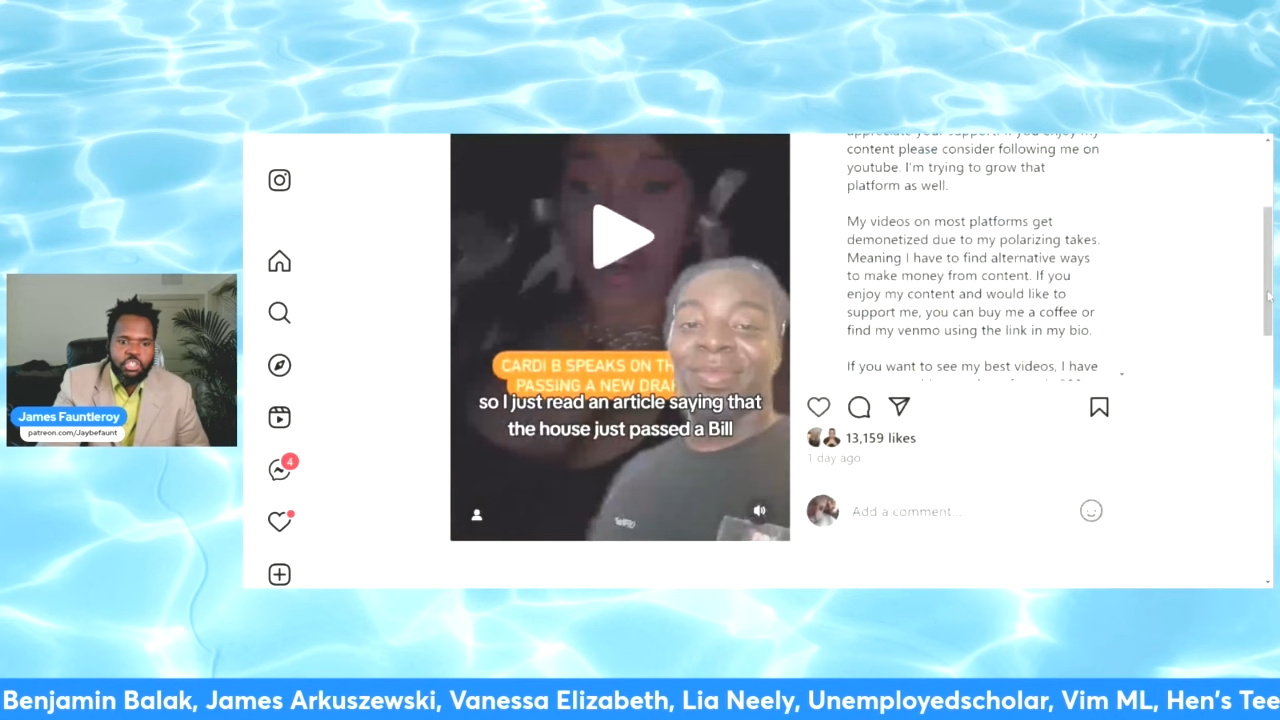 appreciate your support. If you enjoy my
content please consider following me on
youtube. I'm trying to grow that
platform as well.
My videos on most platforms get
demonetized due to my polarizing takes.
Meaning I have to find alternative ways
to make money from content. If you
enjoy my content and would like to
support me, you can buy me a coffee or
find my venmo using the link in my bio.
If you want to see my best videos, I have
4
CARDI B SPEAKS ON TH
PASSING A NEW DRAF
so I just read an article saying that
the house just passed a Bill
13,159 likes
1 day ago
Add a comment...
James Fauntleroy
patreon.com/Jaybefaunt
Benjamin Balak, James Arkuszewski, Vanessa Elizabeth, Lia Neely, Unemployedscholar, Vim ML, Hen's Tee